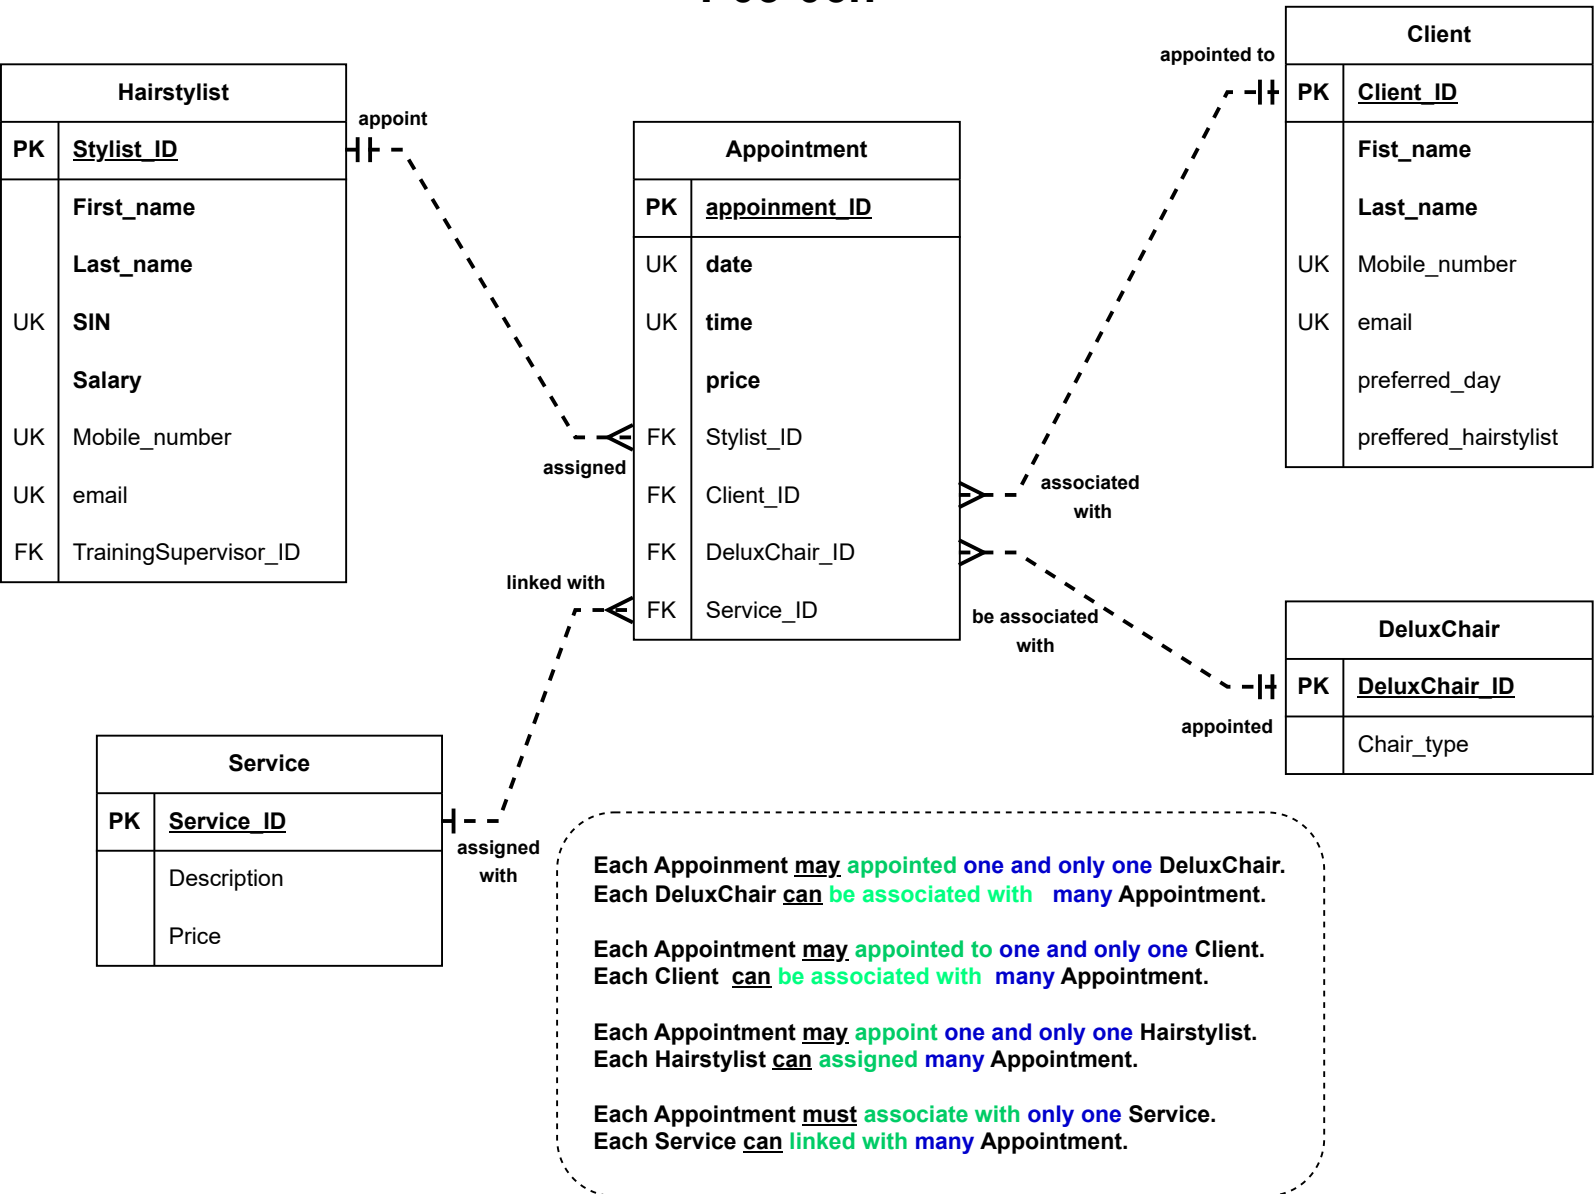 Client
PK Client_ID
Fist_name
Last_name
UK Mobile_number
UK email
preferred_day
preffered_hairstylist
appointed to
Hairstylist
PK Stylist_ID
First_name
Last_name
UK SIN
Salary
UK Mobile_number
UK email
FK TrainingSupervisor_ID
appoint
Appointment
PK appoinment_ID
UK date
UK time
price
FK Stylist_ID
FK Client_ID
FK DeluxChair_ID
FK Service_ID
assigned
associated
with
linked with
be associated
with
DeluxChair
PK DeluxChair_ID
Chair_type
appointed
Service
PK Service_ID
Description
Price
assigned
with
Each Appoinment may appointed one and only one DeluxChair.
Each DeluxChair can be associated with many Appointment.
Each Appointment may appointed to one and only one Client.
Each Client can be associated with many Appointment.
Each Appointment may appoint one and only one Hairstylist.
Each Hairstylist can assigned many Appointment.
Each Appointment must associate with only one Service.
Each Service can linked with many Appointment.